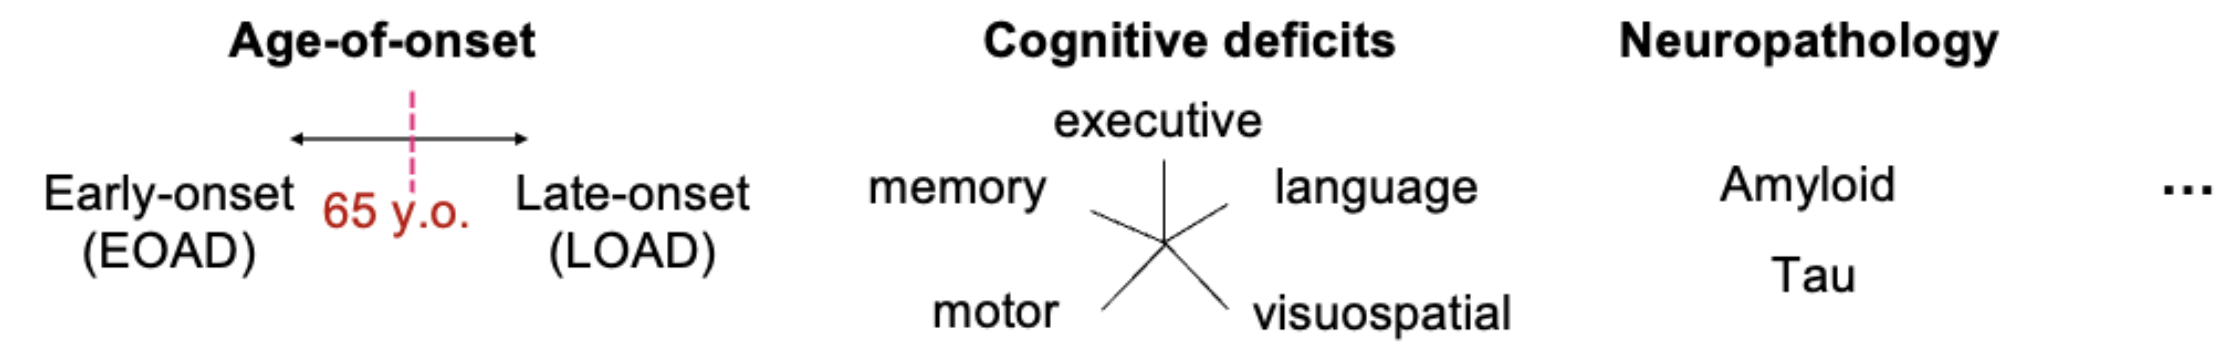 Age-of-onset
Early-onset
(EOAD)
65 y.o.
Late-onset
(LOAD)
Cognitive deficits
executive
memory
language
motor
visuospatial
Neuropathology
Amyloid
Tau
...